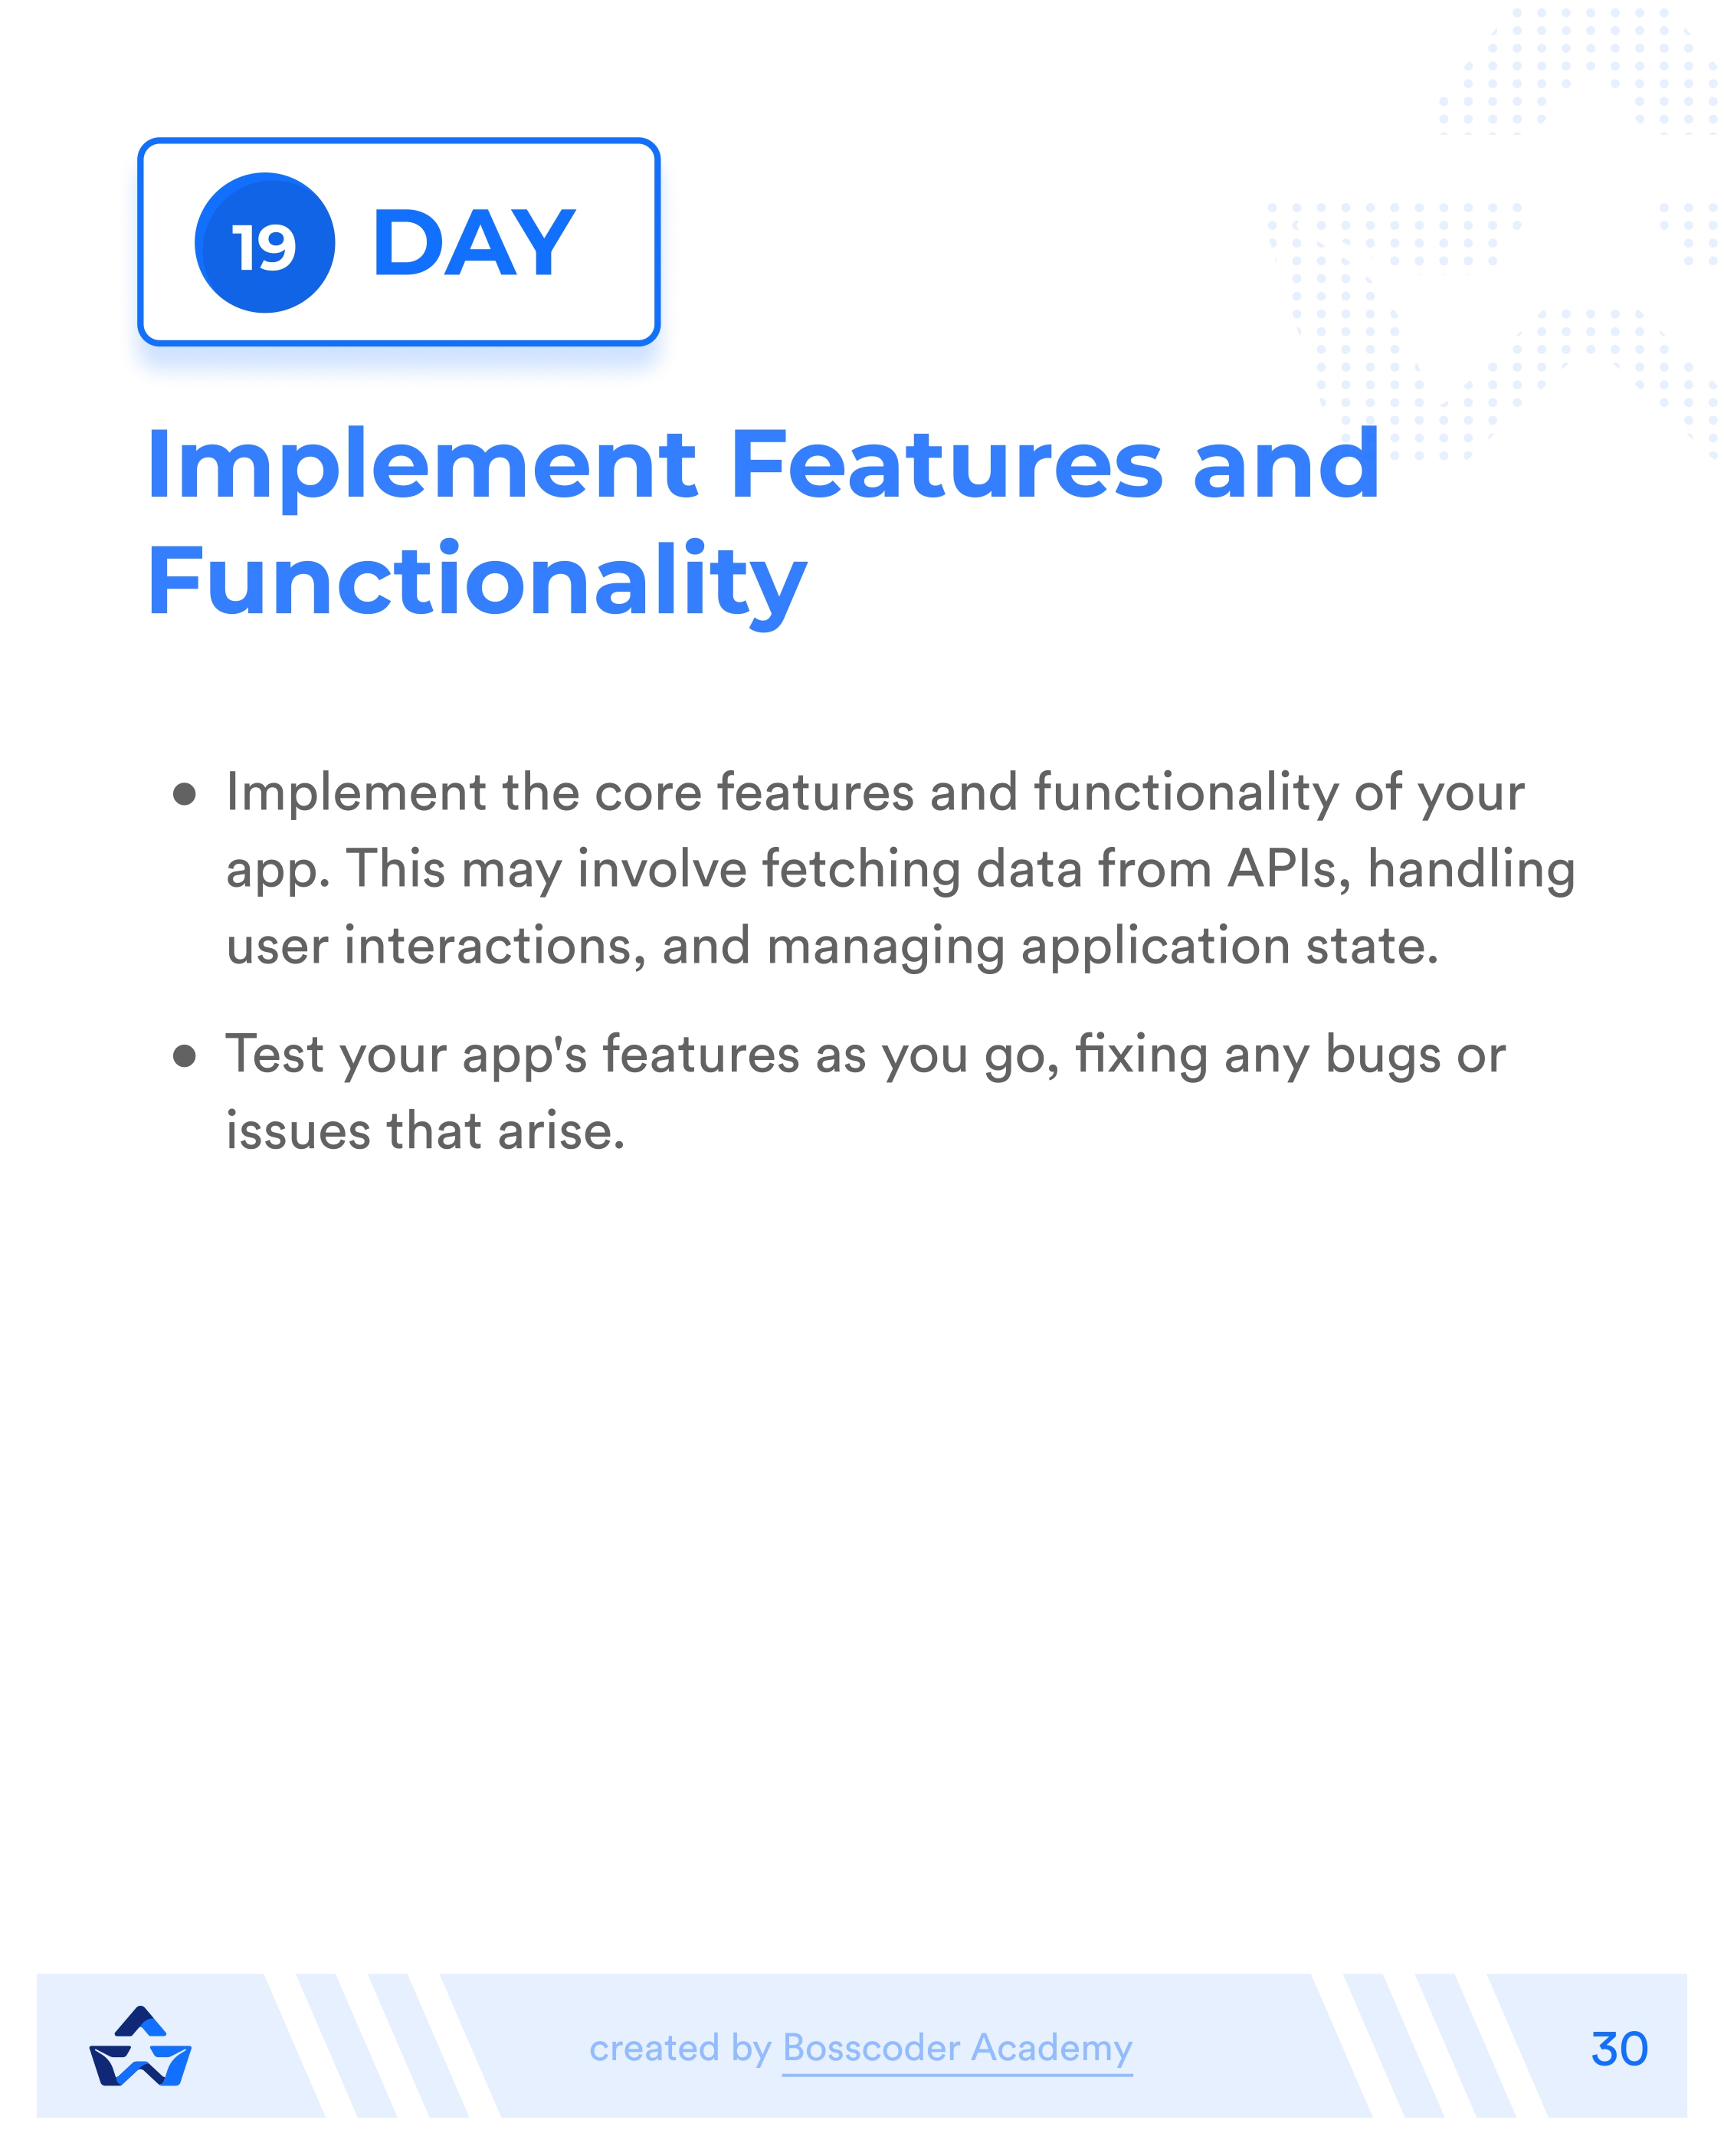 19 DAY
Implement Features and
Functionality
● Implement the core features and functionality of your
app. This may involve fetching data from APIs, handling
user interactions, and managing application state.
● Test your app's features as you go, fixing any bugs or
issues that arise.
created by Bosscoder Academy
30